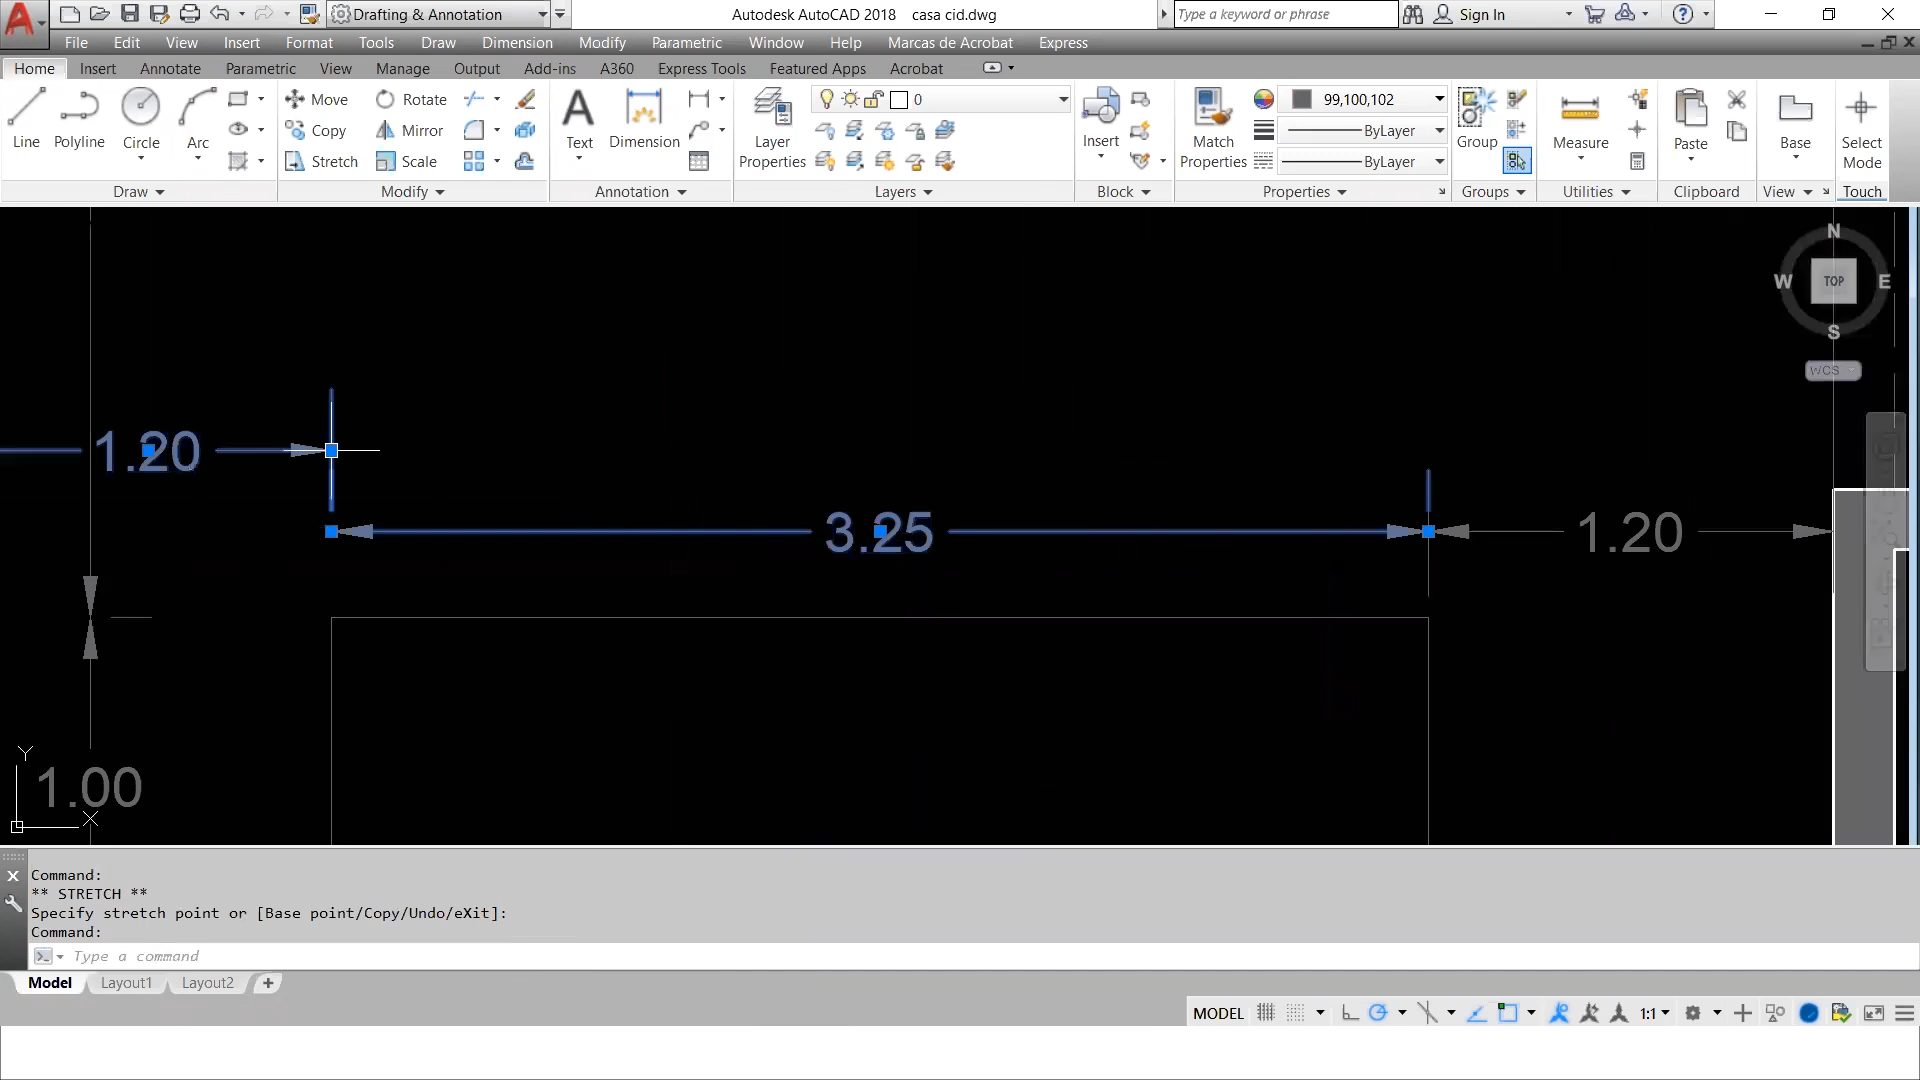 Drafting & Annotation
Autodesk AutoCAD 2018 casa cid.dwg
Type a keyword or phrase
Sign In
File Edit View Insert Format Tools Draw Dimension Modify Parametric Window Help Marcas de Acrobat Express
Home Insert Annotate Parametric View Manage Output Add-ins A360 Express Tools Featured Apps Acrobat
Line Polyline Circle Arc
Move Rotate
Copy Mirror
Stretch Scale
Text Dimension
Layer Properties
0
Insert
Match Properties
99,100,102
ByLayer
ByLayer
Group
Measure
Paste
Base
Select Mode
Draw Modify Annotation Layers Block Properties Groups Utilities Clipboard View Touch
N
W TOP E
S
WCS
1.20
3.25
1.20
1.00
Y
X
Command:
** STRETCH **
Specify stretch point or [Base point/Copy/Undo/eXit]:
Command:
Type a command
Model Layout1 Layout2 +
MODEL 1:1